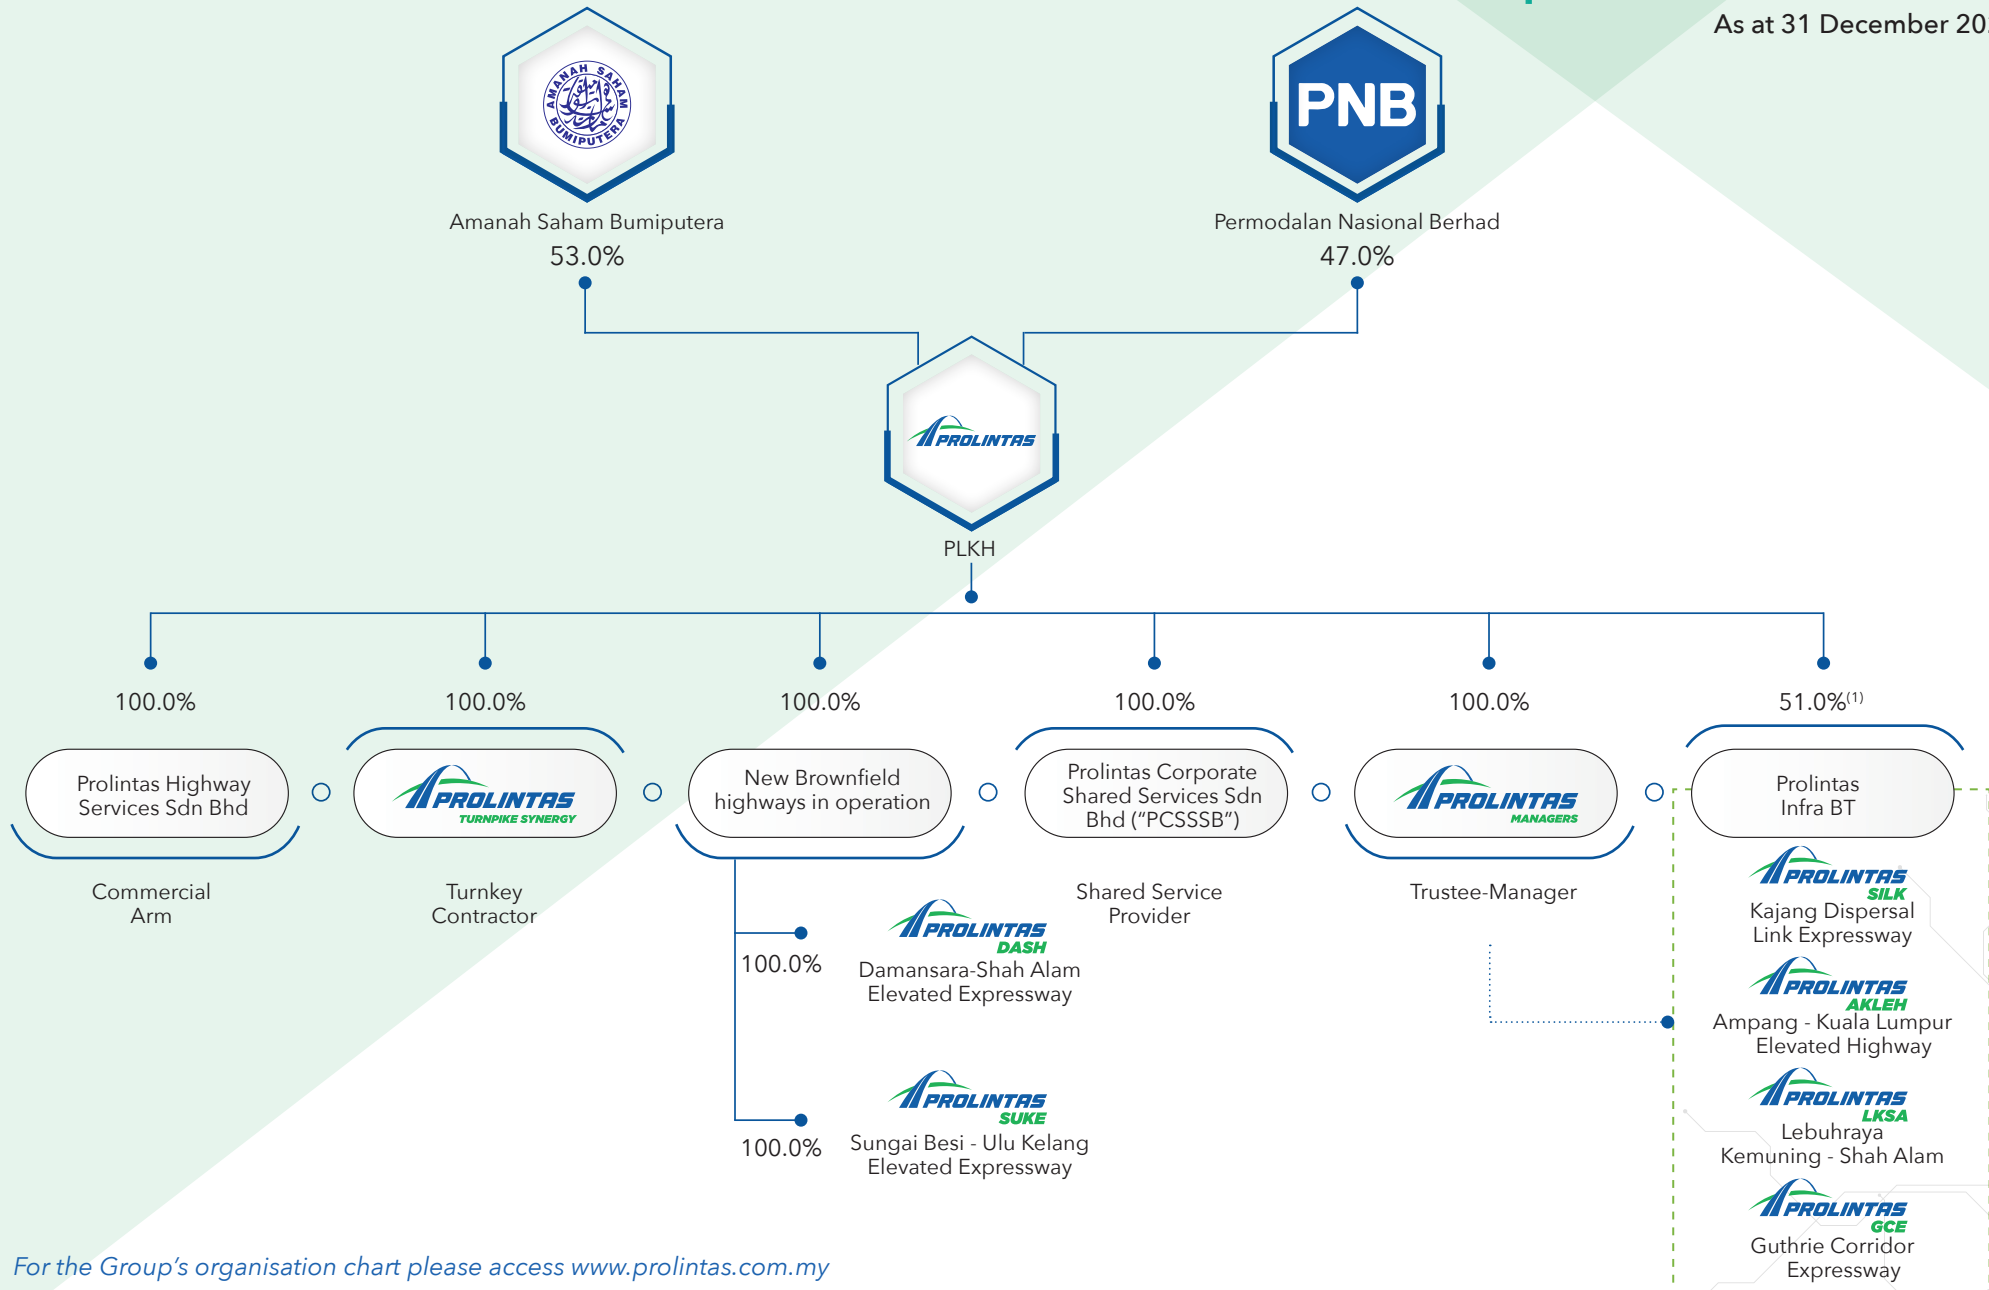 As at 31 December 20
AMANAH SAHAM
BUMIPUTERA
PNB
Amanah Saham Bumiputera
53.0%
Permodalan Nasional Berhad
47.0%
PROLINTAS
PLKH
100.0%
100.0%
100.0%
100.0%
100.0%
51.0%(1)
Prolintas Highway
Services Sdn Bhd
Commercial
Arm
PROLINTAS
TURNPIKE SYNERGY
Turnkey
Contractor
New Brownfield
highways in operation
100.0%
PROLINTAS
DASH
Damansara-Shah Alam
Elevated Expressway
100.0%
PROLINTAS
SUKE
Sungai Besi - Ulu Kelang
Elevated Expressway
Prolintas Corporate
Shared Services Sdn
Bhd (“PCSSSB”)
Shared Service
Provider
PROLINTAS
MANAGERS
Trustee-Manager
Prolintas
Infra BT
PROLINTAS
SILK
Kajang Dispersal
Link Expressway
PROLINTAS
AKLEH
Ampang - Kuala Lumpur
Elevated Highway
PROLINTAS
LKSA
Lebuhraya
Kemuning - Shah Alam
PROLINTAS
GCE
Guthrie Corridor
Expressway
For the Group’s organisation chart please access www.prolintas.com.my